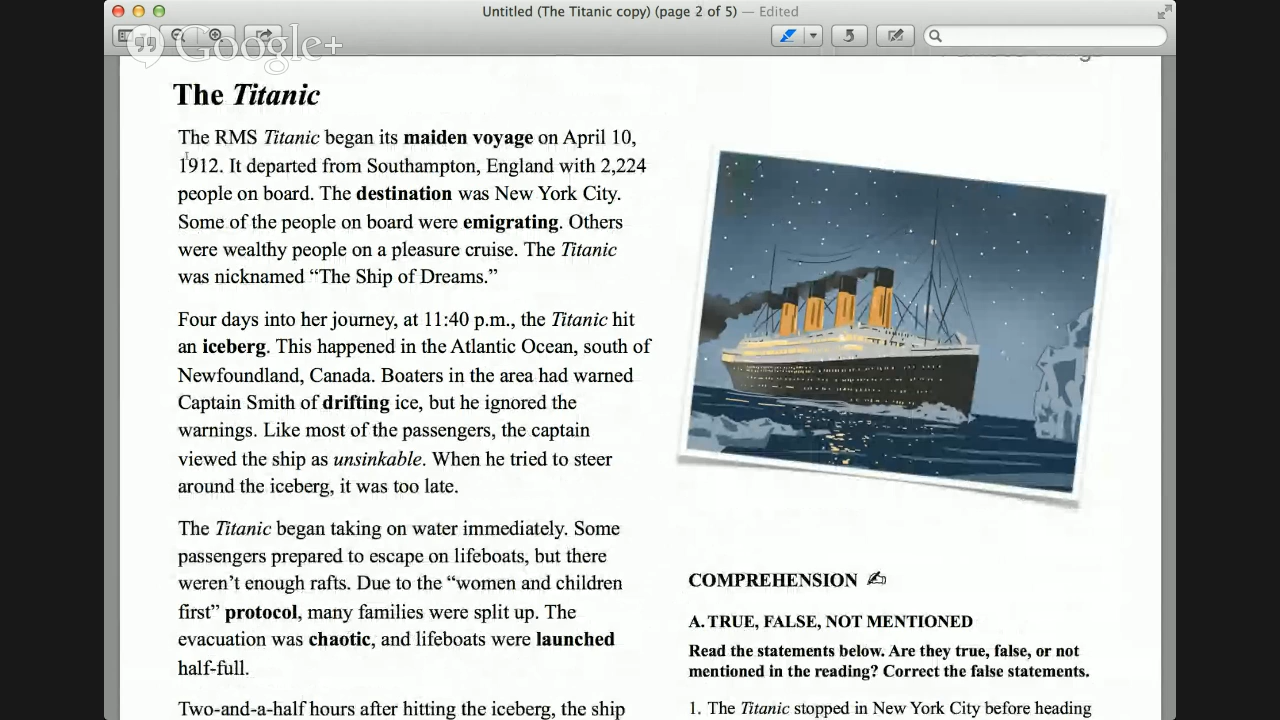 Untitled (The Titanic copy) (page 2 of 5) — Edited
Google+
The Titanic
The RMS Titanic began its maiden voyage on April 10,
1912. It departed from Southampton, England with 2,224
people on board. The destination was New York City.
Some of the people on board were emigrating. Others
were wealthy people on a pleasure cruise. The Titanic
was nicknamed “The Ship of Dreams.”
Four days into her journey, at 11:40 p.m., the Titanic hit
an iceberg. This happened in the Atlantic Ocean, south of
Newfoundland, Canada. Boaters in the area had warned
Captain Smith of drifting ice, but he ignored the
warnings. Like most of the passengers, the captain
viewed the ship as unsinkable. When he tried to steer
around the iceberg, it was too late.
The Titanic began taking on water immediately. Some
passengers prepared to escape on lifeboats, but there
weren’t enough rafts. Due to the “women and children
first” protocol, many families were split up. The
evacuation was chaotic, and lifeboats were launched
half-full.
Two-and-a-half hours after hitting the iceberg, the ship
COMPREHENSION
A. TRUE, FALSE, NOT MENTIONED
Read the statements below. Are they true, false, or not
mentioned in the reading? Correct the false statements.
1. The Titanic stopped in New York City before heading